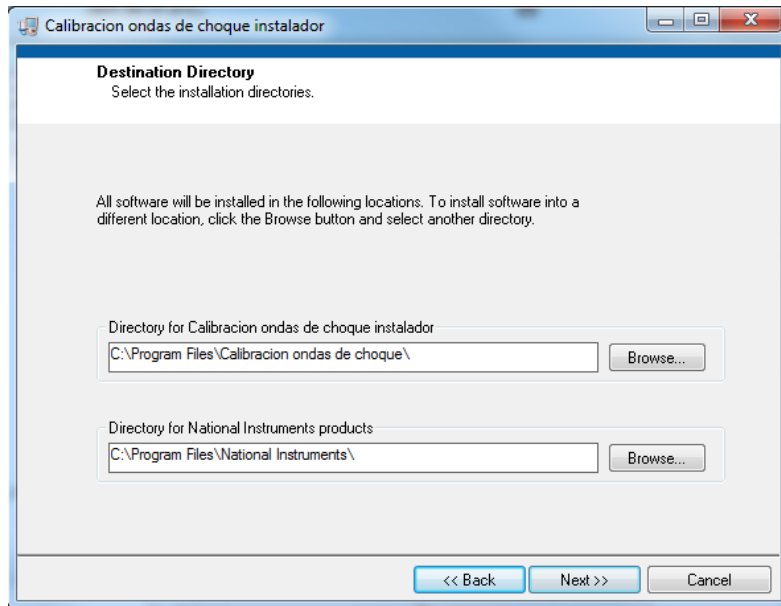 Calibracion ondas de choque instalador
Destination Directory
Select the installation directories.
All software will be installed in the following locations. To install software into a
different location, click the Browse button and select another directory.
Directory for Calibracion ondas de choque instalador
C:\Program Files\Calibracion ondas de choque\
Browse...
Directory for National Instruments products
C:\Program Files\National Instruments\
Browse...
<< Back
Next >>
Cancel